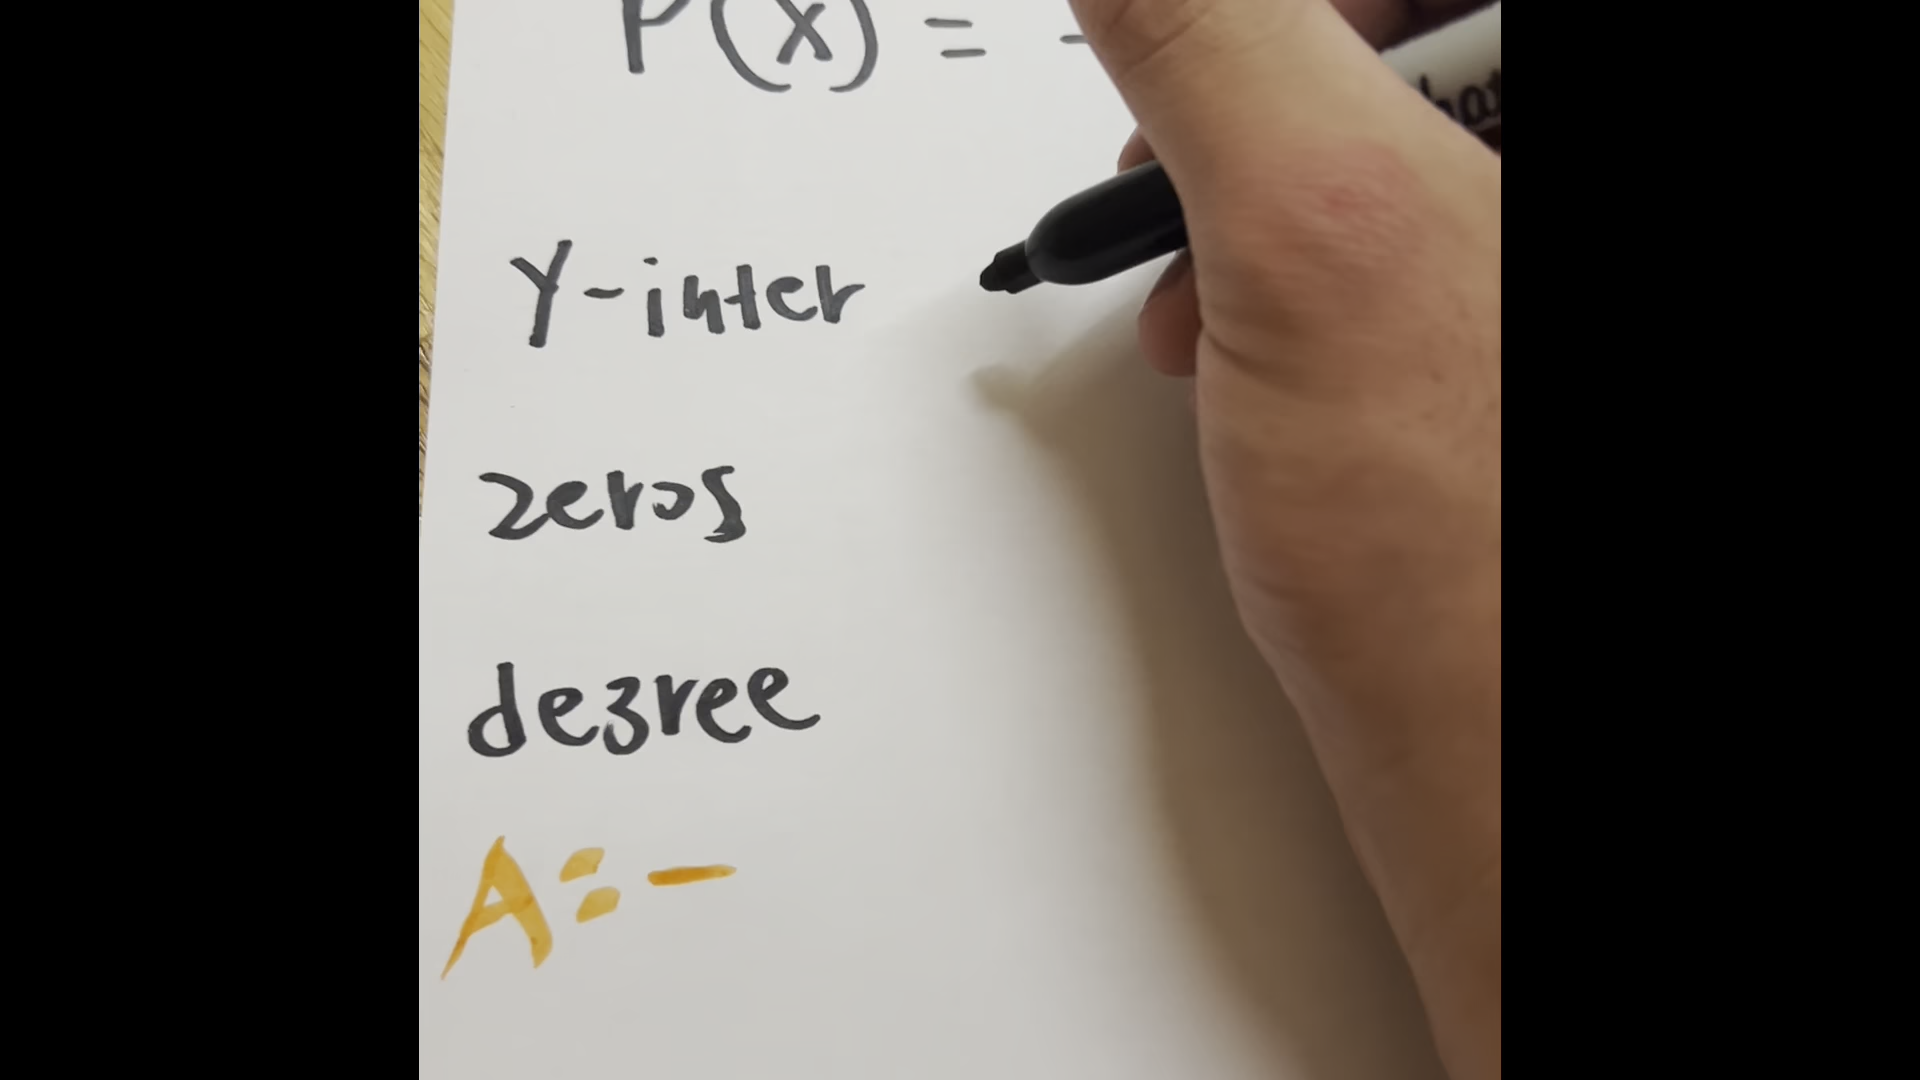 P(x) = -
Y-inter
zeros
degree
A = -